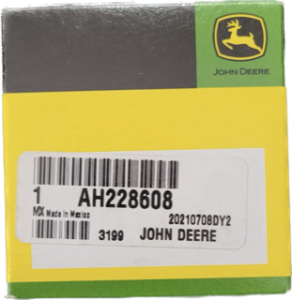 JOHN DEERE
1 AH228608
MX Made in Mexico
20210708DY2
3199 JOHN DEERE